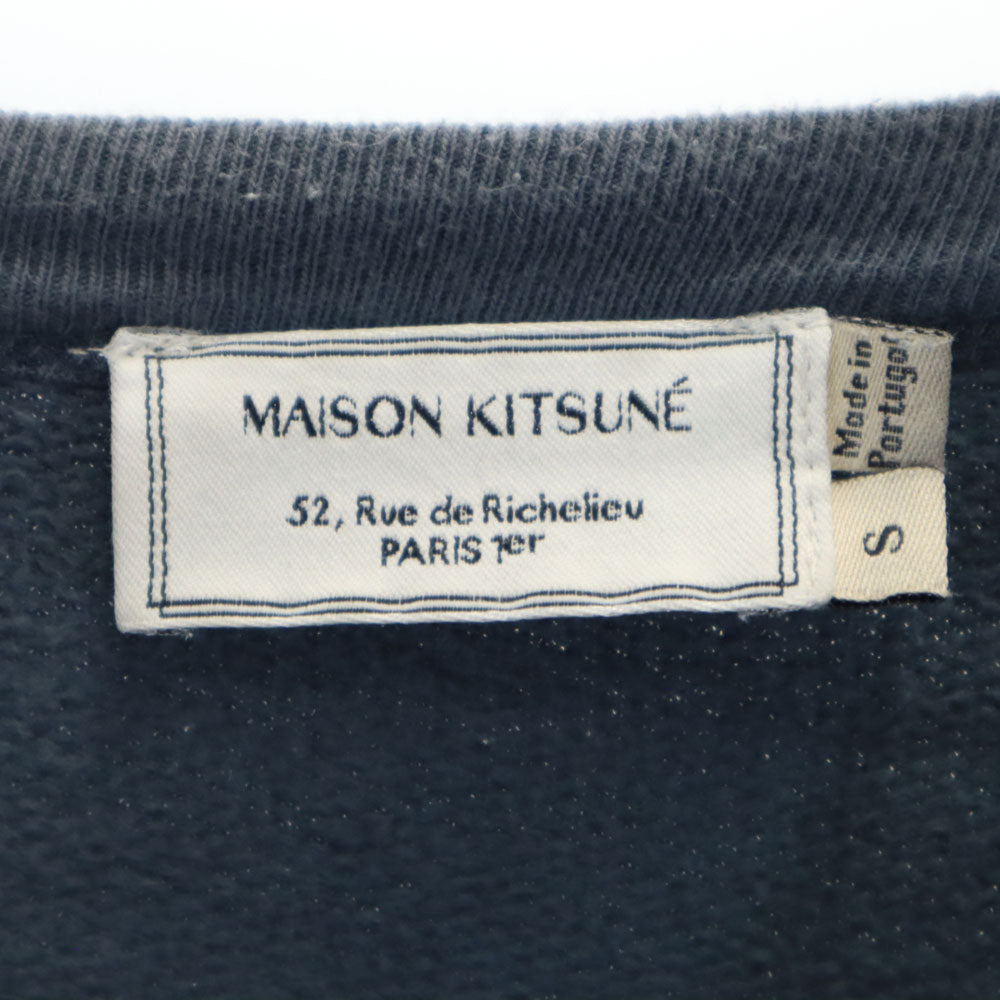 MAISON KITSUNÉ
52, Rue de Richelieu
PARIS 1er
Made in
Portugal
S